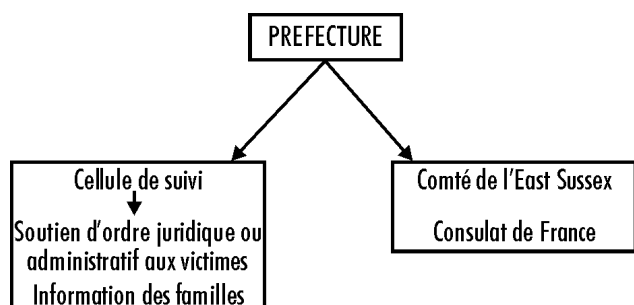 PREFECTURE
Cellule de suivi
Soutien d'ordre juridique ou
administratif aux victimes
Information des familles
Comté de l'East Sussex
Consulat de France